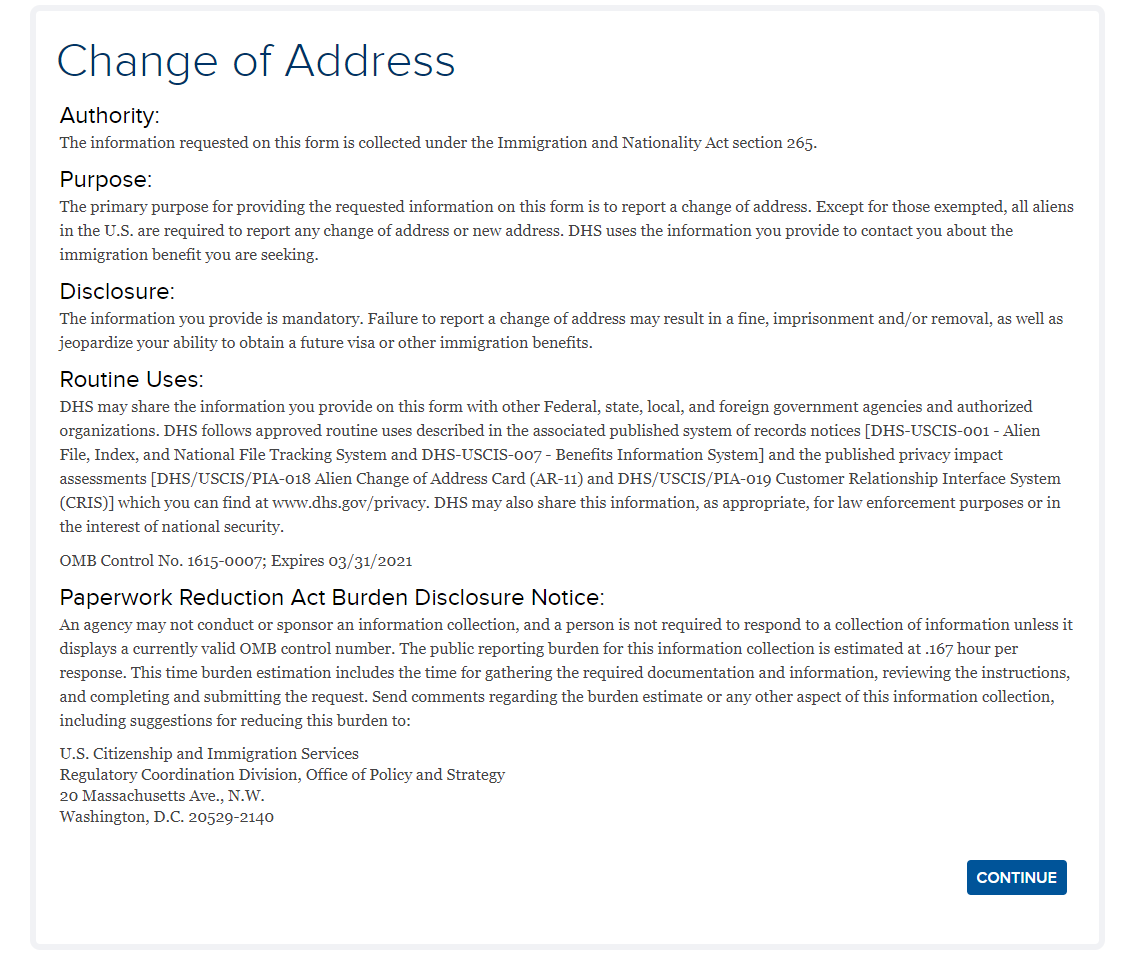 Change of Address
Authority:
The information requested on this form is collected under the Immigration and Nationality Act section 265.
Purpose:
The primary purpose for providing the requested information on this form is to report a change of address. Except for those exempted, all aliens
in the U.S. are required to report any change of address or new address. DHS uses the information you provide to contact you about the
immigration benefit you are seeking.
Disclosure:
The information you provide is mandatory. Failure to report a change of address may result in a fine, imprisonment and/or removal, as well as
jeopardize your ability to obtain a future visa or other immigration benefits.
Routine Uses:
DHS may share the information you provide on this form with other Federal, state, local, and foreign government agencies and authorized
organizations. DHS follows approved routine uses described in the associated published system of records notices [DHS-USCIS-001 - Alien
File, Index, and National File Tracking System and DHS-USCIS-007 - Benefits Information System] and the published privacy impact
assessments [DHS/USCIS/PIA-018 Alien Change of Address Card (AR-11) and DHS/USCIS/PIA-019 Customer Relationship Interface System
(CRIS)] which you can find at www.dhs.gov/privacy. DHS may also share this information, as appropriate, for law enforcement purposes or in
the interest of national security.
OMB Control No. 1615-0007; Expires 03/31/2021
Paperwork Reduction Act Burden Disclosure Notice:
An agency may not conduct or sponsor an information collection, and a person is not required to respond to a collection of information unless it
displays a currently valid OMB control number. The public reporting burden for this information collection is estimated at .167 hour per
response. This time burden estimation includes the time for gathering the required documentation and information, reviewing the instructions,
and completing and submitting the request. Send comments regarding the burden estimate or any other aspect of this information collection,
including suggestions for reducing this burden to:
U.S. Citizenship and Immigration Services
Regulatory Coordination Division, Office of Policy and Strategy
20 Massachusetts Ave., N.W.
Washington, D.C. 20529-2140
CONTINUE